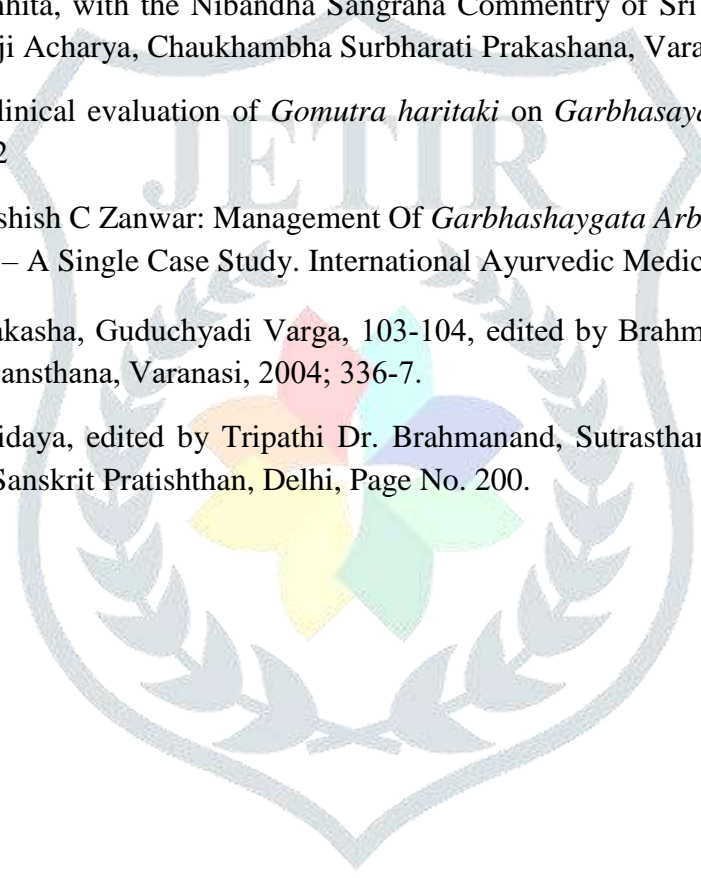 nhita, with the Nibandha Sangraha Commentry of Sri
ji Acharya, Chaukhambha Surbharati Prakashana, Vara
linical evaluation of Gomutra haritaki on Garbhasaya
2
shish C Zanwar: Management Of Garbhashaygata Arb
– A Single Case Study. International Ayurvedic Medic
akasha, Guduchyadi Varga, 103-104, edited by Brahm
ansthana, Varanasi, 2004; 336-7.
idaya, edited by Tripathi Dr. Brahmanand, Sutrasthan
Sanskrit Pratishthan, Delhi, Page No. 200.
JETIR